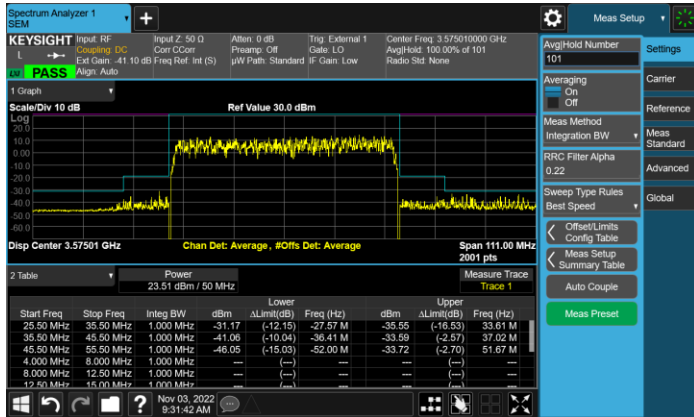 Spectrum Analyzer 1
SEM
+
Meas Setup
KEYSIGHT
L
LXI PASS
Input: RF
Coupling: DC
Ext Gain: -41.10 dB
Align: Auto
Input Z: 50 Ω
Corr CCorr
Freq Ref: Int (S)
Atten: 0 dB
Preamp: Off
µW Path: Standard
Trig: External 1
Gate: LO
IF Gain: Low
Center Freq: 3.575010000 GHz
Avg|Hold: 100.00% of 101
Radio Std: None
1 Graph
Scale/Div 10 dB
Ref Value 30.0 dBm
Log
20.0
10.0
0.00
-10.0
-20.0
-30.0
-40.0
-50.0
-60.0
Disp Center 3.57501 GHz
Chan Det: Average, #Offs Det: Average
Span 111.00 MHz
2001 pts
2 Table
Power
23.51 dBm / 50 MHz
Measure Trace
Trace 1
Lower Upper
Start Freq Stop Freq Integ BW dBm ΔLimit(dB) Freq (Hz) dBm ΔLimit(dB) Freq (Hz)
25.50 MHz 35.50 MHz 1.000 MHz -31.17 (-12.15) -27.57 M -35.55 (-16.53) 33.61 M
35.50 MHz 45.50 MHz 1.000 MHz -41.06 (-10.04) -36.41 M -33.59 (-2.57) 37.02 M
45.50 MHz 55.50 MHz 1.000 MHz -46.05 (-15.03) -52.00 M -33.72 (-2.70) 51.67 M
4.000 MHz 8.000 MHz 1.000 MHz --- (---) --- (---)
8.000 MHz 12.50 MHz 1.000 MHz --- (---) --- (---)
12.50 MHz 15.00 MHz 1.000 MHz --- (---) --- (---)
?
Nov 03, 2022
9:31:42 AM
Avg|Hold Number
101
Averaging
On
Off
Meas Method
Integration BW
RRC Filter Alpha
0.22
Sweep Type Rules
Best Speed
Offset/Limits
Config Table
Meas Setup
Summary Table
Auto Couple
Meas Preset
Settings
Carrier
Reference
Meas
Standard
Advanced
Global